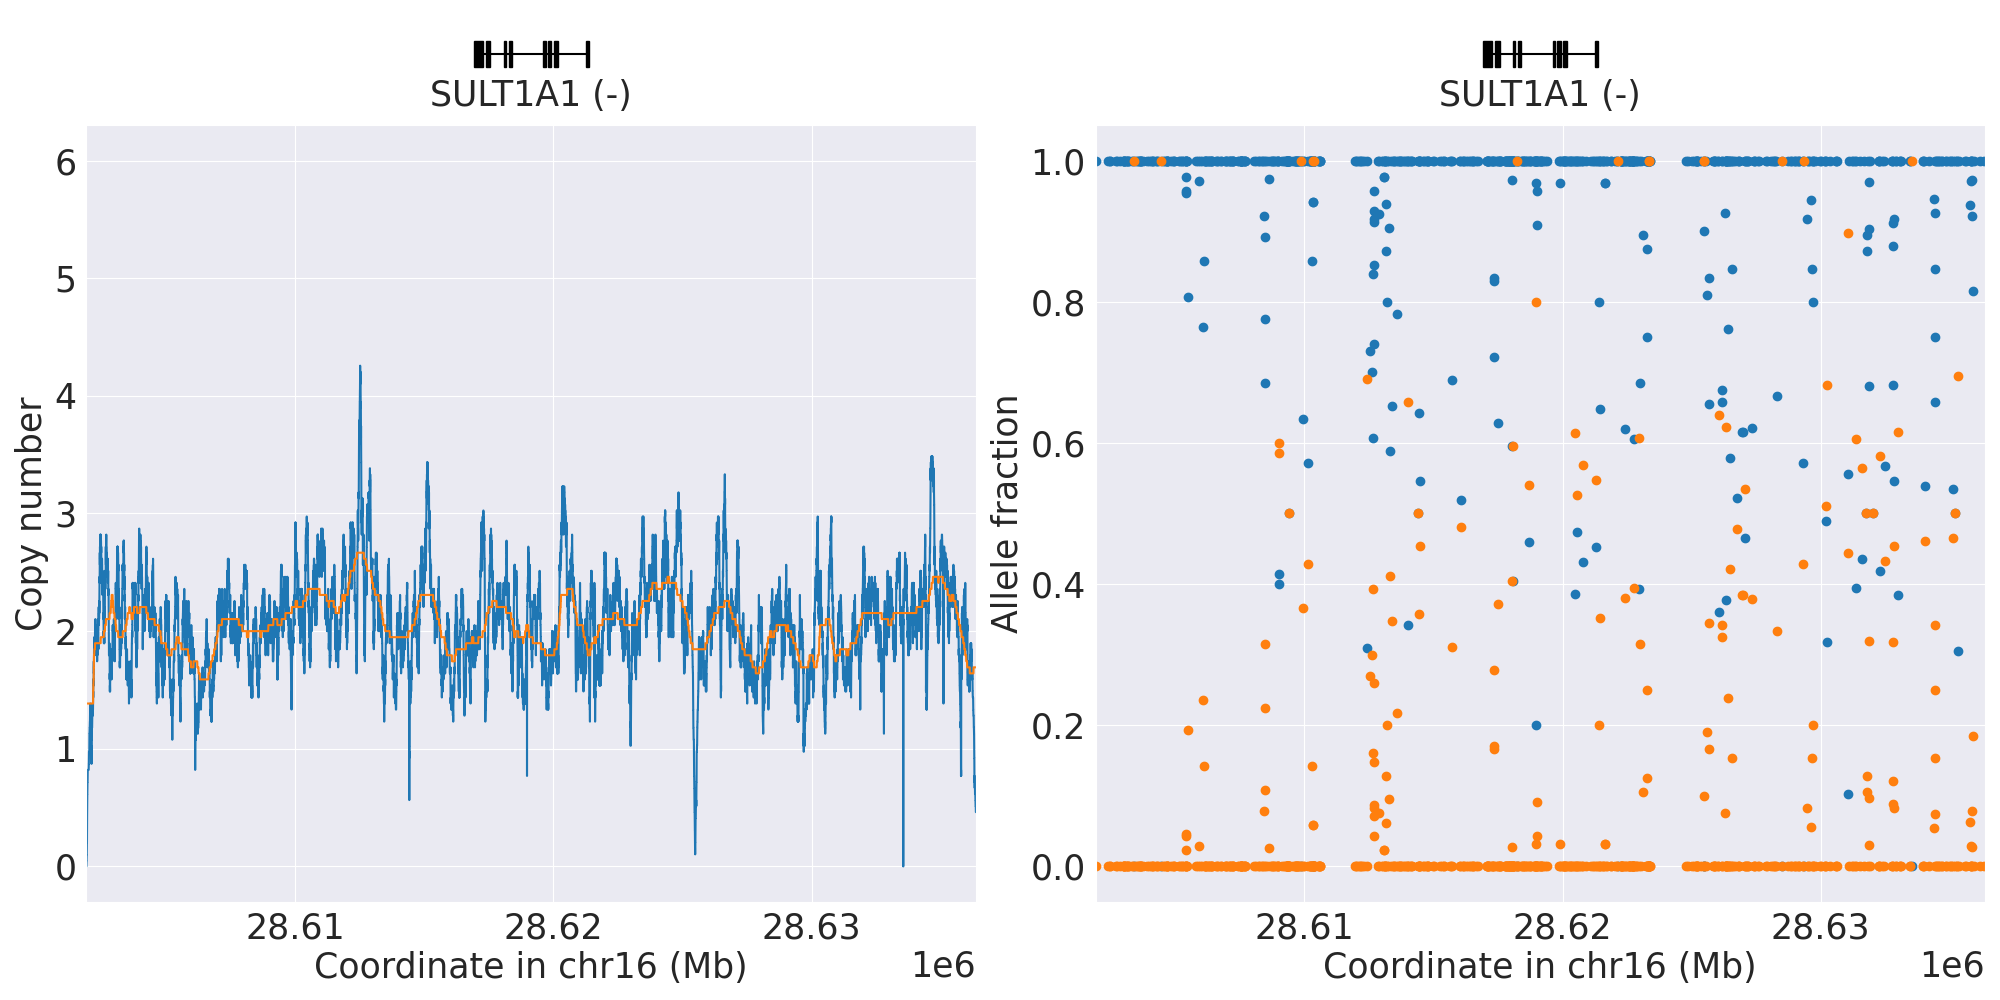 SULT1A1 (-)
6
5
4
3
2
1
0
Copy number
28.61
28.62
28.63
Coordinate in chr16 (Mb)
1e6
SULT1A1 (-)
1.0
0.8
0.6
0.4
0.2
0.0
Allele fraction
28.61
28.62
28.63
Coordinate in chr16 (Mb)
1e6